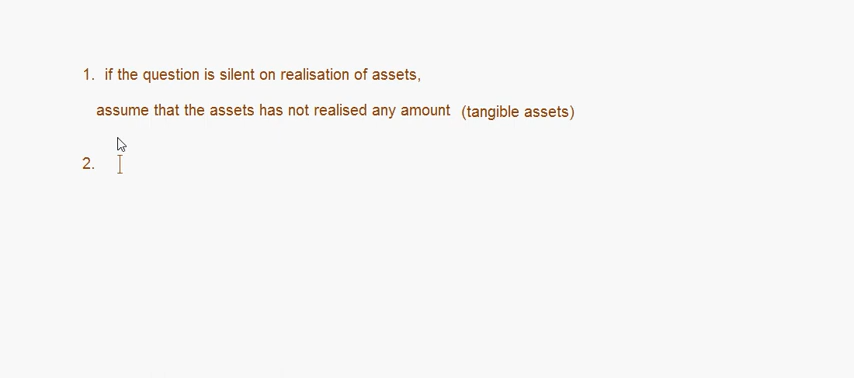 1. if the question is silent on realisation of assets,
assume that the assets has not realised any amount (tangible assets)
2.